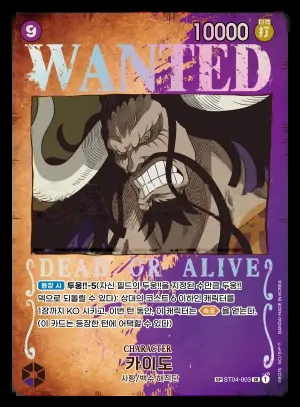 9
10000
타격
打
WANTED
DEAD OR ALIVE
등장 시 두웅!!-5(자신 필드의 두웅!!을 지정된 수만큼 두웅!!
덱으로 되돌릴 수 있다): 상대의 코스트 6 이하인 캐릭터를
1장까지 KO 시키고, 이번 턴 동안, 이 캐릭터는 속공 을 얻는다.
(이 카드는 등장한 턴에 어택할 수 있다)
CHARACTER
카이도
사황/백수 해적단
SP ST04-003 1